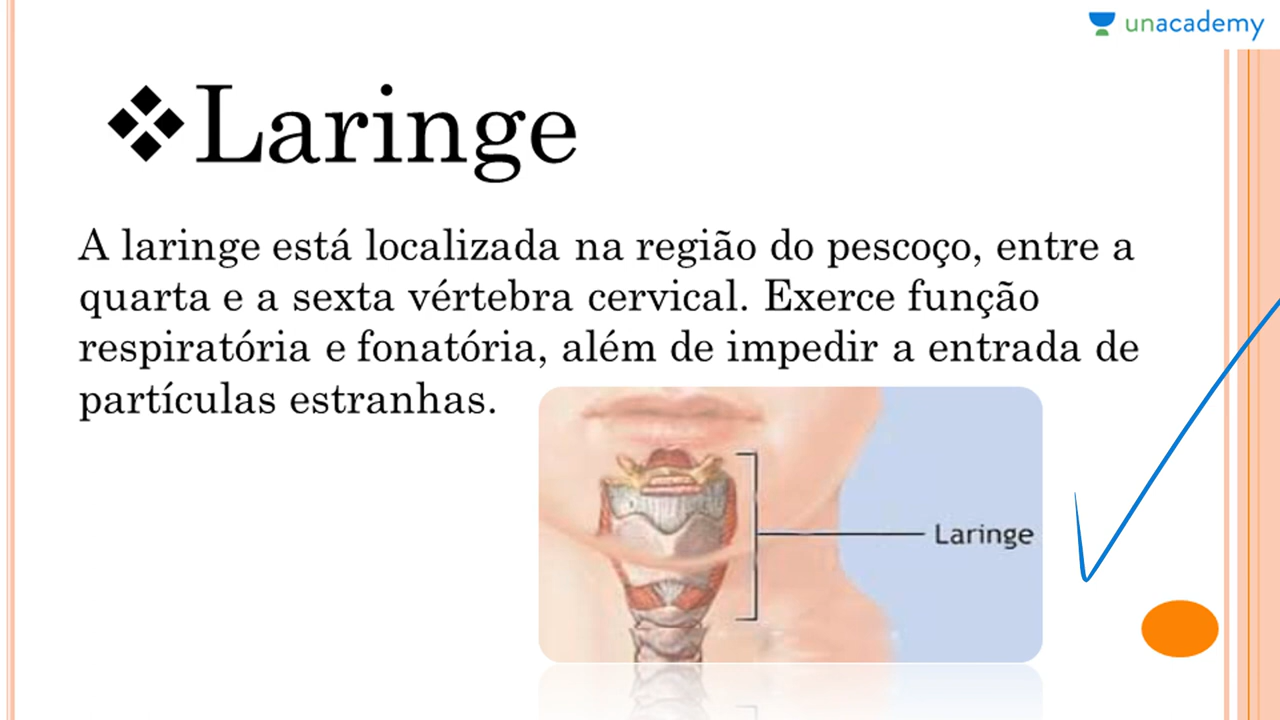 unacademy
❖Laringe
A laringe está localizada na região do pescoço, entre a
quarta e a sexta vértebra cervical. Exerce função
respiratória e fonatória, além de impedir a entrada de
partículas estranhas.
Laringe